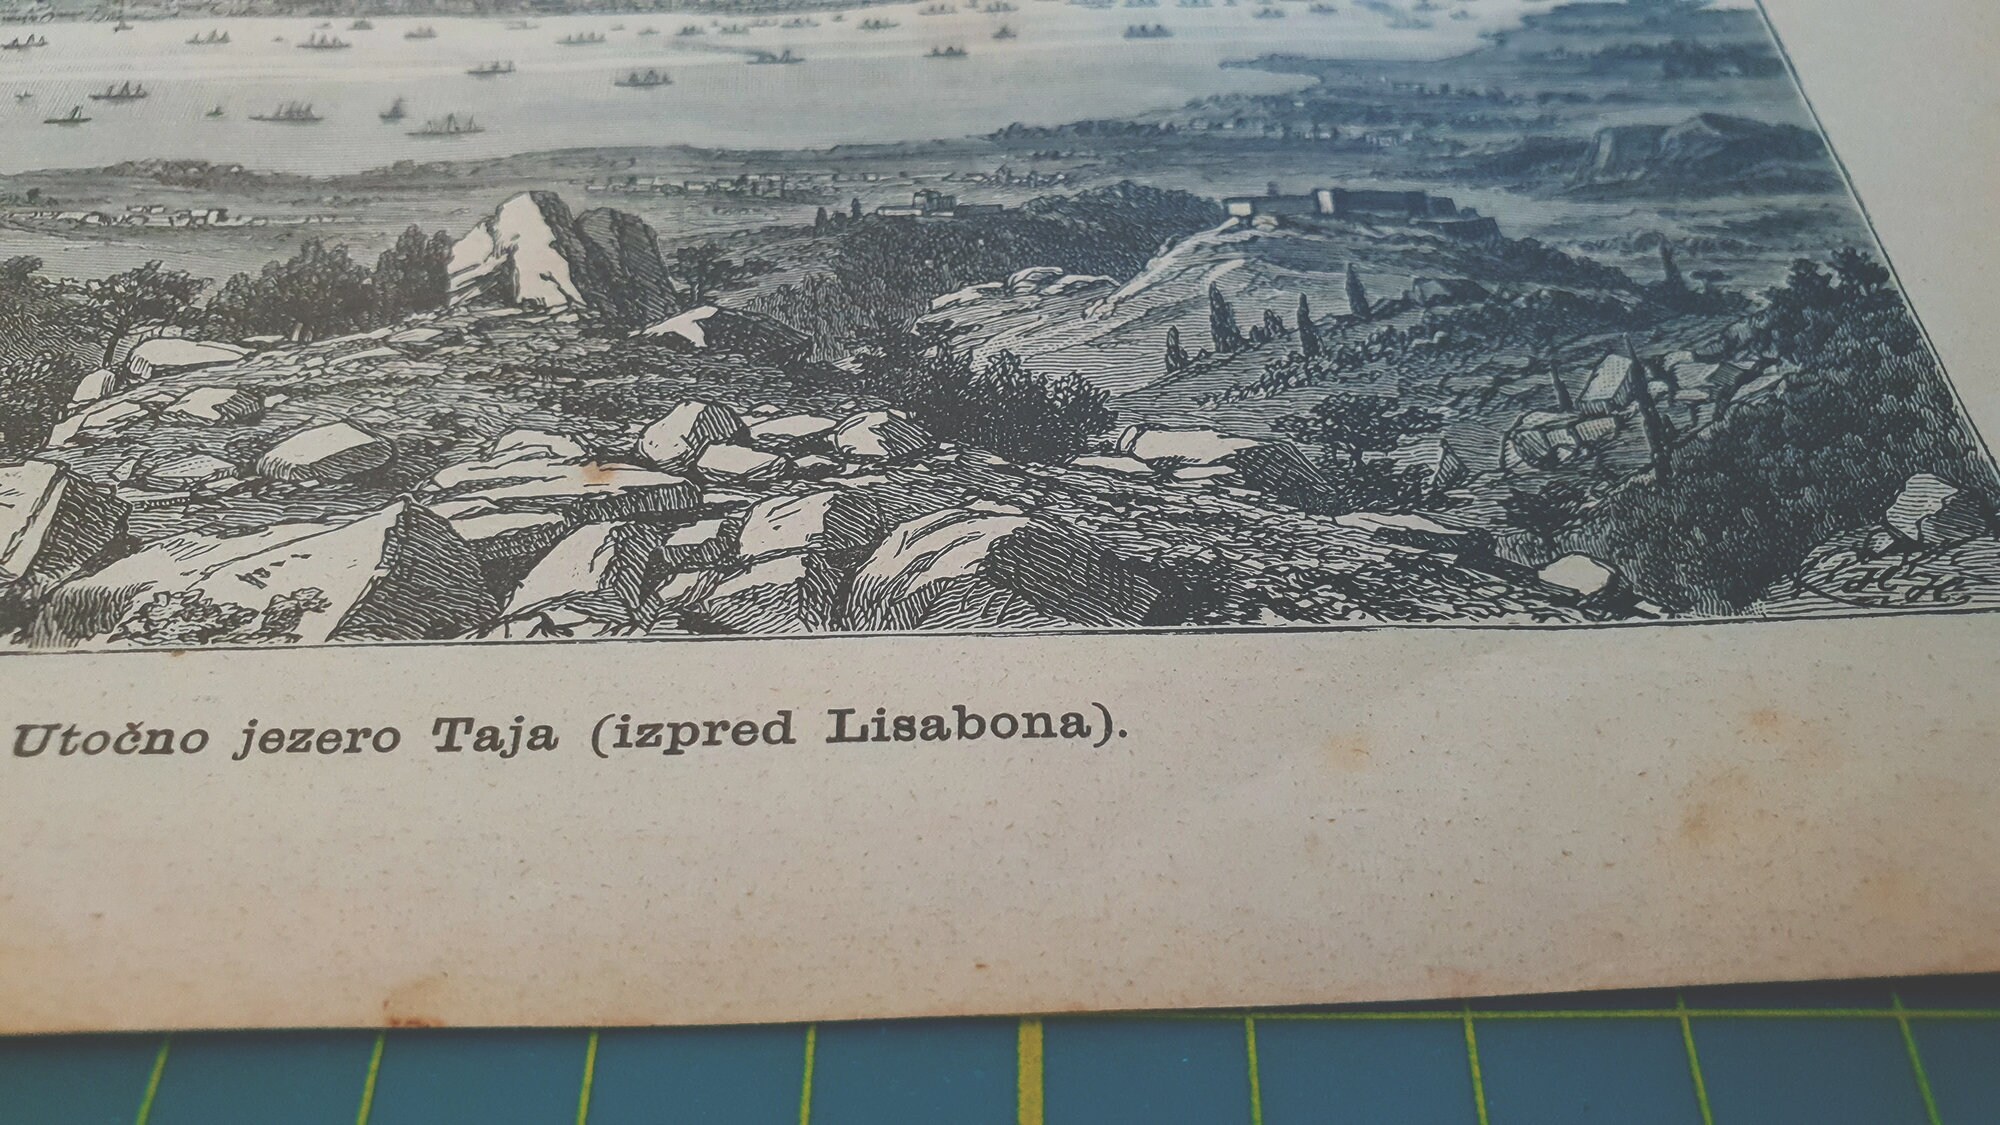 Utočno jezero Taja (izpred Lisabona).